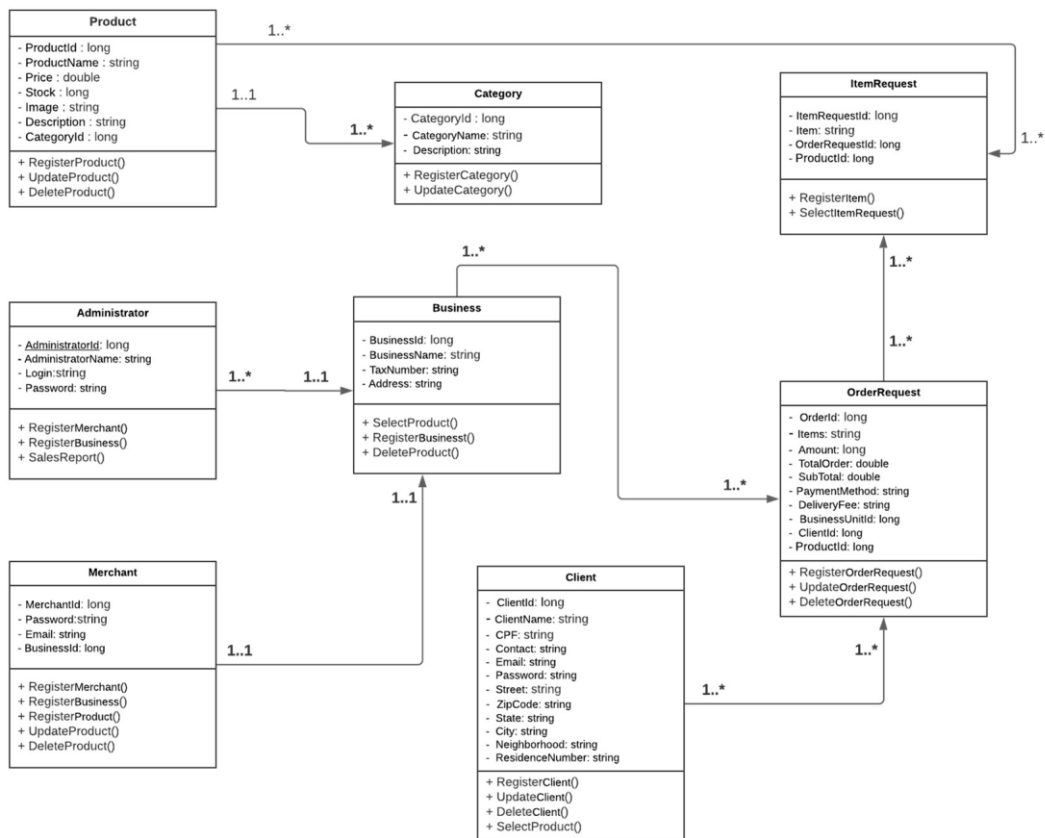 Product
- ProductId : long
- ProductName : string
- Price : double
- Stock : long
- Image : string
- Description : string
- CategoryId : long
+ RegisterProduct()
+ UpdateProduct()
+ DeleteProduct()
1..*
1..*
1..1
1..*
Category
- CategoryId : long
- CategoryName: string
- Description: string
+ RegisterCategory()
+ UpdateCategory()
ItemRequest
- ItemRequestId: long
- Item: string
- OrderRequestId: long
- ProductId: long
+ RegisterItem()
+ SelectItemRequest()
1..*
1..*
Administrator
- AdministratorId: long
- AdministratorName: string
- Login:string
- Password: string
+ RegisterMerchant()
+ RegisterBusiness()
+ SalesReport()
1..*
1..1
1..*
1..*
Business
- BusinessId: long
- BusinessName: string
- TaxNumber: string
- Address: string
+ SelectProduct()
+ RegisterBusinesst()
+ DeleteProduct()
OrderRequest
- OrderId: long
- Items: string
- Amount: long
- TotalOrder: double
- SubTotal: double
- PaymentMethod: string
- DeliveryFee: string
- BusinessUnitId: long
- ClientId: long
- ProductId: long
+ RegisterOrderRequest()
+ UpdateOrderRequest()
+ DeleteOrderRequest()
1..1
1..1
Merchant
- MerchantId: long
- Password:string
- Email: string
- BusinessId: long
+ RegisterMerchant()
+ RegisterBusiness()
+ RegisterProduct()
+ UpdateProduct()
+ DeleteProduct()
Client
- ClientId: long
- ClientName: string
- CPF: string
- Contact: string
- Email: string
- Password: string
- Street: string
- ZipCode: string
- State: string
- City: string
- Neighborhood: string
- ResidenceNumber: string
+ RegisterClient()
+ UpdateClient()
+ DeleteClient()
+ SelectProduct()
1..*
1..*